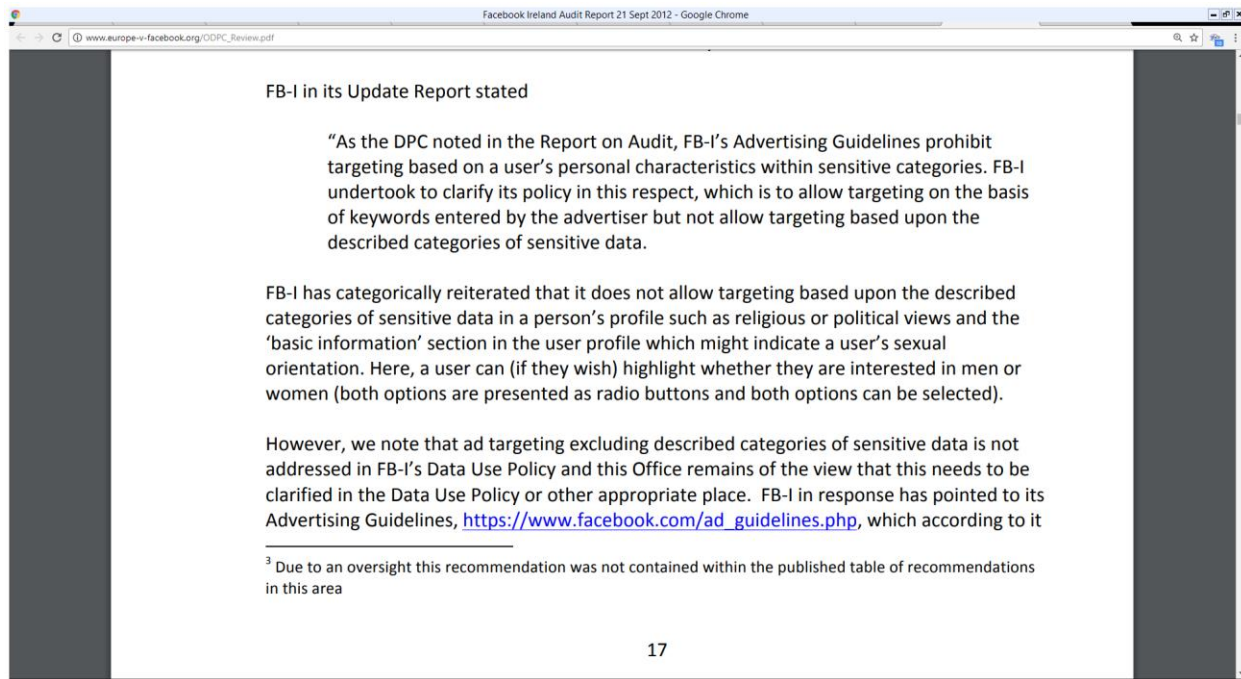 Facebook Ireland Audit Report 21 Sept 2012 - Google Chrome
www.europe-v-facebook.org/ODPC_Review.pdf
FB-I in its Update Report stated
“As the DPC noted in the Report on Audit, FB-I’s Advertising Guidelines prohibit
targeting based on a user’s personal characteristics within sensitive categories. FB-I
undertook to clarify its policy in this respect, which is to allow targeting on the basis
of keywords entered by the advertiser but not allow targeting based upon the
described categories of sensitive data.
FB-I has categorically reiterated that it does not allow targeting based upon the described
categories of sensitive data in a person’s profile such as religious or political views and the
‘basic information’ section in the user profile which might indicate a user’s sexual
orientation. Here, a user can (if they wish) highlight whether they are interested in men or
women (both options are presented as radio buttons and both options can be selected).
However, we note that ad targeting excluding described categories of sensitive data is not
addressed in FB-I’s Data Use Policy and this Office remains of the view that this needs to be
clarified in the Data Use Policy or other appropriate place.  FB-I in response has pointed to its
Advertising Guidelines, https://www.facebook.com/ad_guidelines.php, which according to it
3 Due to an oversight this recommendation was not contained within the published table of recommendations
in this area
17